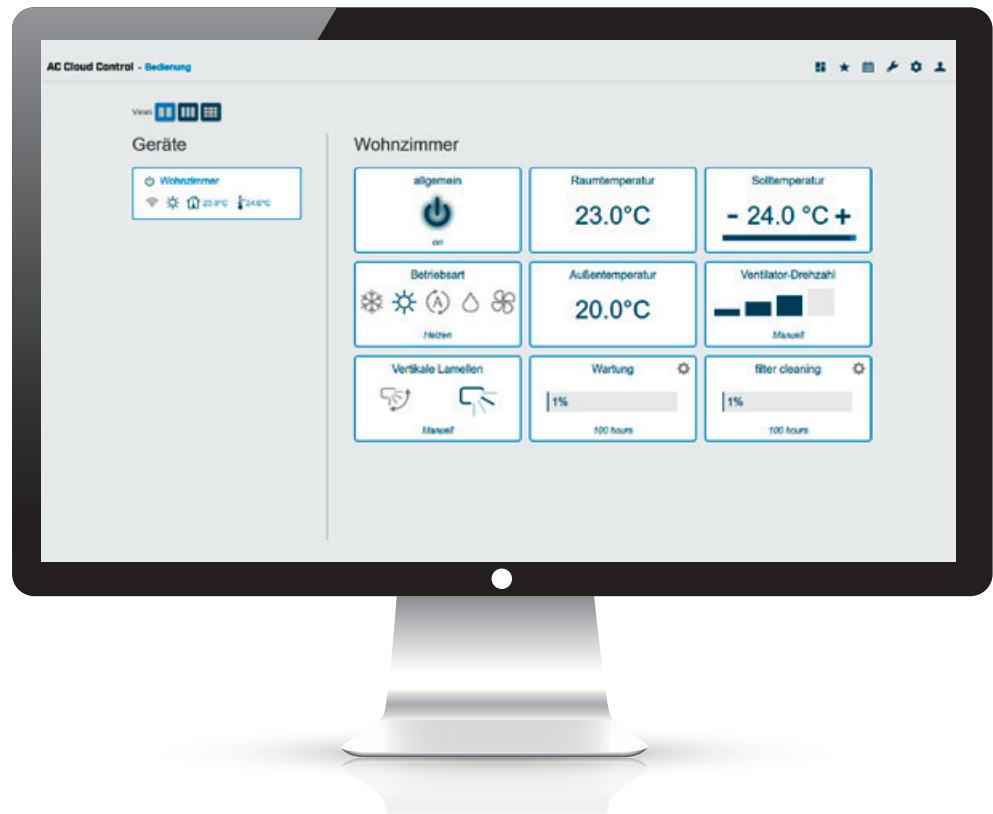 AC Cloud Control - Bedienung
Views
Geräte
Wohnzimmer
23.0°C 24.0°C
Wohnzimmer
allgemein
on
Raumtemperatur
23.0°C
Solltemperatur
- 24.0 °C +
Betriebsart
A
Heizen
Außentemperatur
20.0°C
Ventilator-Drehzahl
Manuell
Vertikale Lamellen
Manuell
Wartung
1%
100 hours
filter cleaning
1%
100 hours